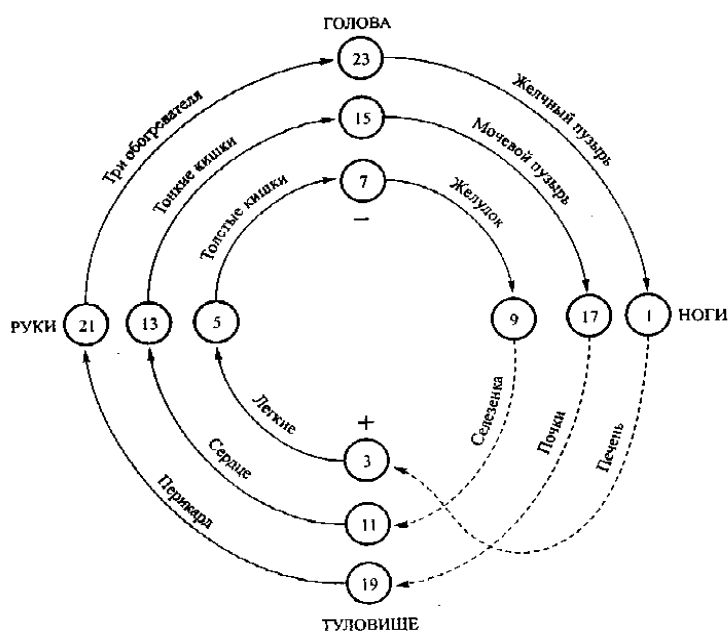 ГОЛОВА
23
Три обогревателя
Желчный пузырь
15
Тонкие кишки
Мочевой пузырь
7
Толстые кишки
Желудок
−
РУКИ
21
13
5
9
17
1
НОГИ
Легкие
+
Селезенка
Почки
Печень
3
Сердце
11
Перикард
19
ТУЛОВИЩЕ